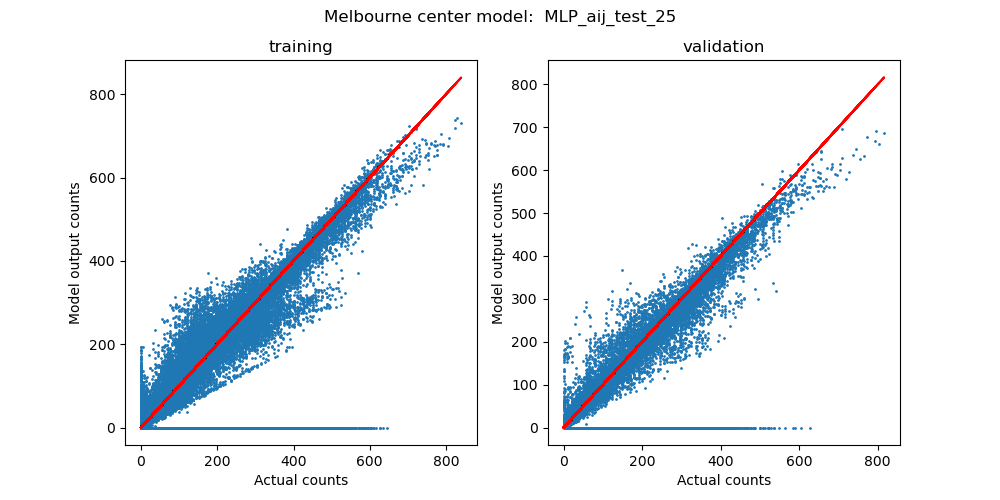 Melbourne center model:  MLP_aij_test_25
training
validation
Model output counts
800
600
400
200
0
0 200 400 600 800
Actual counts
Model output counts
800
700
600
500
400
300
200
100
0
0 200 400 600 800
Actual counts